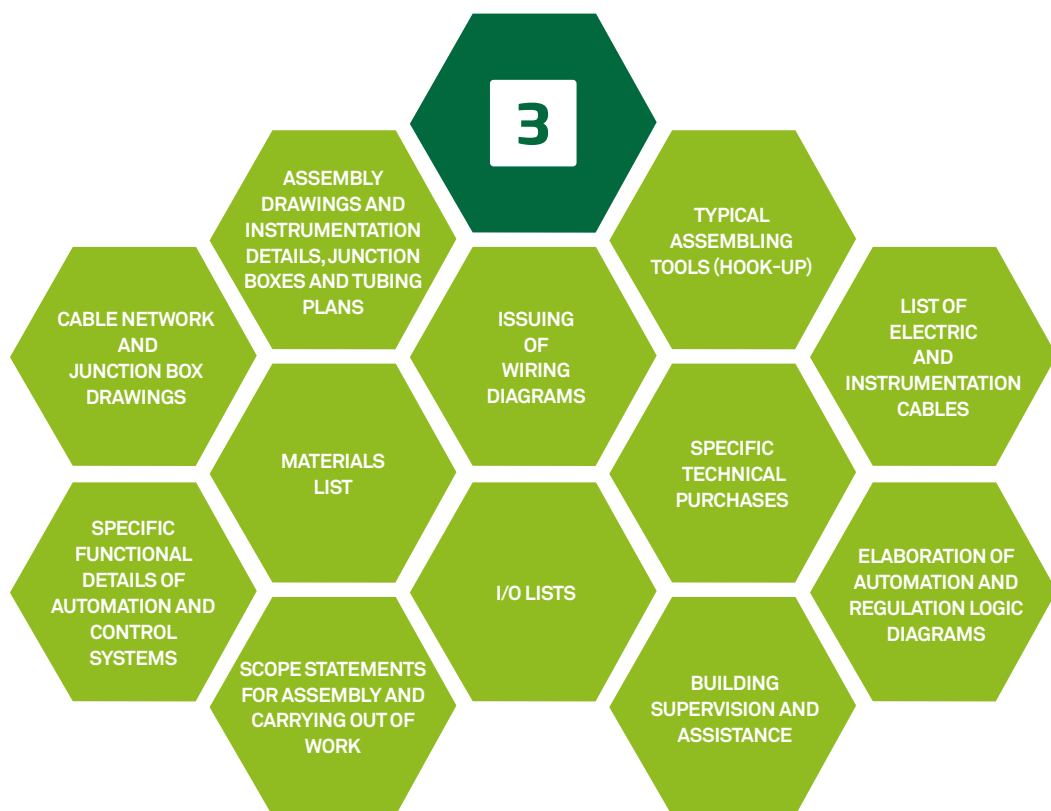 3
ASSEMBLY
DRAWINGS AND
INSTRUMENTATION
DETAILS, JUNCTION
BOXES AND TUBING
PLANS
TYPICAL
ASSEMBLING
TOOLS (HOOK-UP)
CABLE NETWORK
AND
JUNCTION BOX
DRAWINGS
ISSUING
OF
WIRING
DIAGRAMS
LIST OF
ELECTRIC
AND
INSTRUMENTATION
CABLES
MATERIALS
LIST
SPECIFIC
TECHNICAL
PURCHASES
SPECIFIC
FUNCTIONAL
DETAILS OF
AUTOMATION AND
CONTROL
SYSTEMS
I/O LISTS
ELABORATION OF
AUTOMATION AND
REGULATION LOGIC
DIAGRAMS
SCOPE STATEMENTS
FOR ASSEMBLY AND
CARRYING OUT OF
WORK
BUILDING
SUPERVISION AND
ASSISTANCE